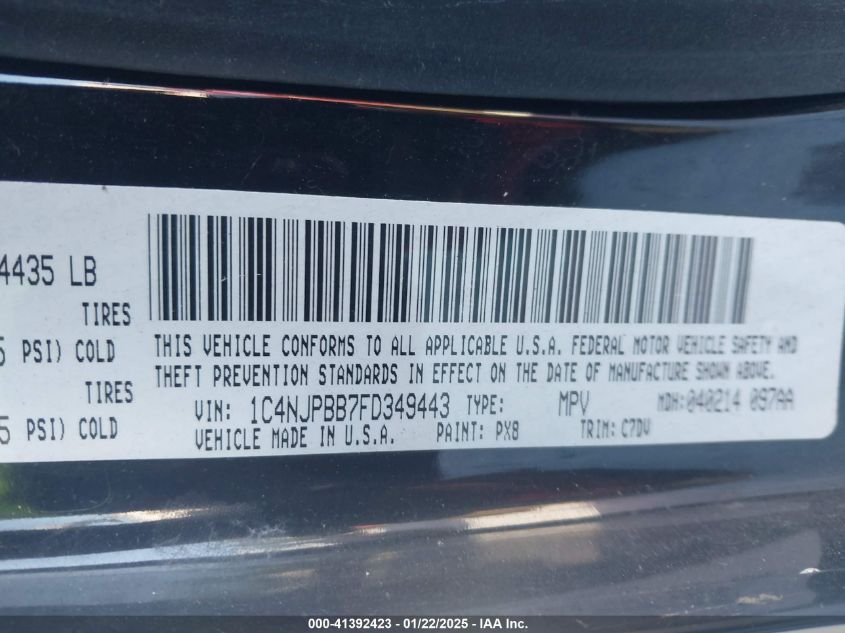 4435 LB
TIRES
5 PSI) COLD
TIRES
5 PSI) COLD
THIS VEHICLE CONFORMS TO ALL APPLICABLE U.S.A. FEDERAL MOTOR VEHICLE SAFETY AND
THEFT PREVENTION STANDARDS IN EFFECT ON THE DATE OF MANUFACTURE SHOWN ABOVE.
VIN: 1C4NJPBB7FD349443 TYPE: MPV MDH: 040214 097AA
VEHICLE MADE IN U.S.A. PAINT: PX8 TRIM: C7DV
000-41392423 - 01/22/2025 - IAA Inc.